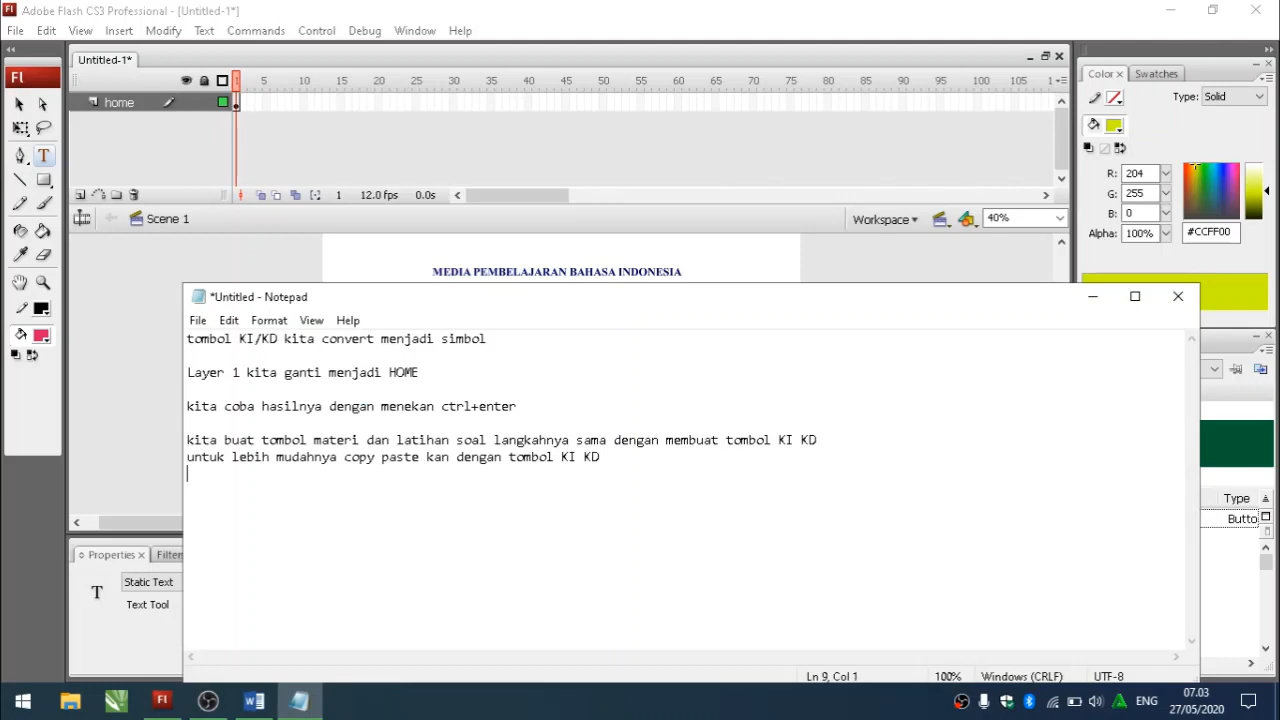 Adobe Flash CS3 Professional - [Untitled-1*]
File Edit View Insert Modify Text Commands Control Debug Window Help
Untitled-1*
5 10 15 20 25 30 35 40 45 50 55 60 65 70 75 80 85 90 95 100 105 1
home
1 12.0 fps 0.0s
Scene 1
Workspace 40%
MEDIA PEMBELAJARAN BAHASA INDONESIA
Fl
Color Swatches
Type: Solid
R: 204
G: 255
B: 0
Alpha: 100% #CCFF00
*Untitled - Notepad
File Edit Format View Help
tombol KI/KD kita convert menjadi simbol
Layer 1 kita ganti menjadi HOME
kita coba hasilnya dengan menekan ctrl+enter
kita buat tombol materi dan latihan soal langkahnya sama dengan membuat tombol KI KD
untuk lebih mudahnya copy paste kan dengan tombol KI KD
Ln 9, Col 1 100% Windows (CRLF) UTF-8
Type
Butto
Properties Filters
T Static Text
Text Tool
ENG 07.03
27/05/2020